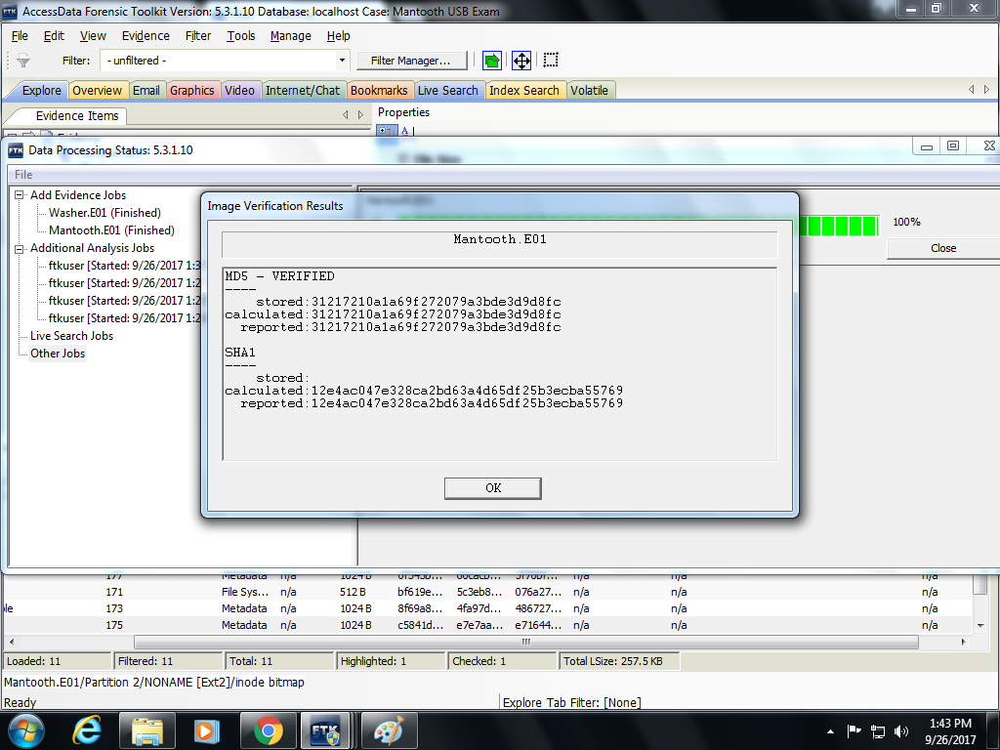 AccessData Forensic Toolkit Version: 5.3.1.10 Database: localhost Case: Mantooth USB Exam
File Edit View Evidence Filter Tools Manage Help
Filter: - unfiltered - Filter Manager...
Explore Overview Email Graphics Video Internet/Chat Bookmarks Live Search Index Search Volatile
Evidence Items
Properties
Data Processing Status: 5.3.1.10
File
Add Evidence Jobs
Washer.E01 (Finished)
Mantooth.E01 (Finished)
Additional Analysis Jobs
ftkuser [Started: 9/26/2017 1:3
ftkuser [Started: 9/26/2017 1:2
ftkuser [Started: 9/26/2017 1:2
ftkuser [Started: 9/26/2017 1:2
Live Search Jobs
Other Jobs
100%
Close
Image Verification Results
Mantooth.E01
MD5 - VERIFIED
----
stored:31217210a1a69f272079a3bde3d9d8fc
calculated:31217210a1a69f272079a3bde3d9d8fc
reported:31217210a1a69f272079a3bde3d9d8fc
SHA1
----
stored:
calculated:12e4ac047e328ca2bd63a4d65df25b3ecba55769
reported:12e4ac047e328ca2bd63a4d65df25b3ecba55769
OK
177 Metadata n/a 1024 B n/a n/a n/a
171 File Sys... n/a 512 B bf619e... 5c3eb8... 076a27... n/a n/a n/a
173 Metadata n/a 1024 B 8f69a8... 4fa97d... 486727... n/a n/a n/a
175 Metadata n/a 1024 B c5841d... e7e7aa... e71644... n/a n/a n/a
Loaded: 11 Filtered: 11 Total: 11 Highlighted: 1 Checked: 1 Total LSize: 257.5 KB
Mantooth.E01/Partition 2/NONAME [Ext2]/inode bitmap
Ready Explore Tab Filter: [None]
FTK
1:43 PM
9/26/2017